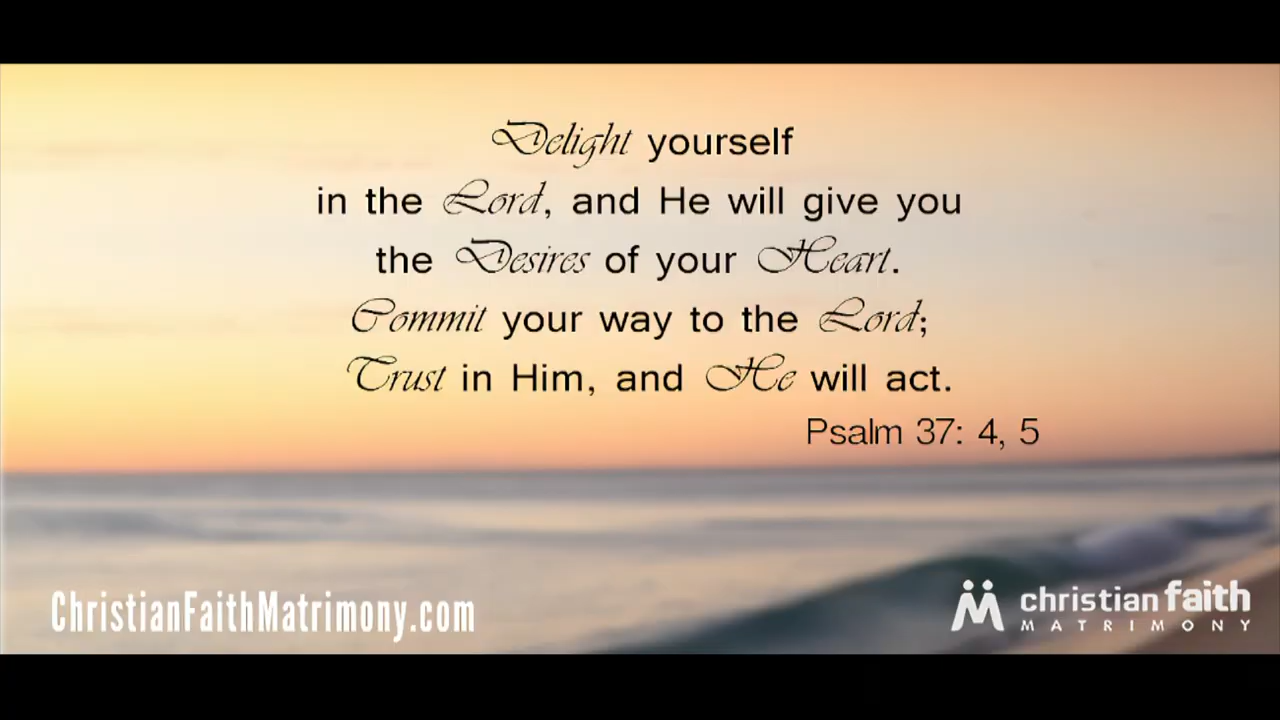 Delight yourself
in the Lord, and He will give you
the Desires of your Heart.
Commit your way to the Lord;
Trust in Him, and He will act.
Psalm 37: 4, 5
ChristianFaithMatrimony.com
christian faith
MATRIMONY